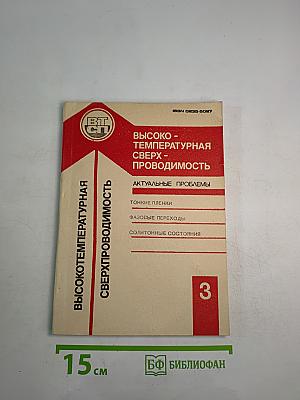 ВТ
СП
ВЫСОКО-
ТЕМПЕРАТУРНАЯ
СВЕРХ-
ПРОВОДИМОСТЬ
АКТУАЛЬНЫЕ ПРОБЛЕМЫ
ТОНКИЕ ПЛЕНКИ
ФАЗОВЫЕ ПЕРЕХОДЫ
СОЛИТОННЫЕ СОСТОЯНИЯ
3
ВЫСОКОТЕМПЕРАТУРНАЯ
СВЕРХПРОВОДИМОСТЬ
15 см
БФ БИБЛИОФАН